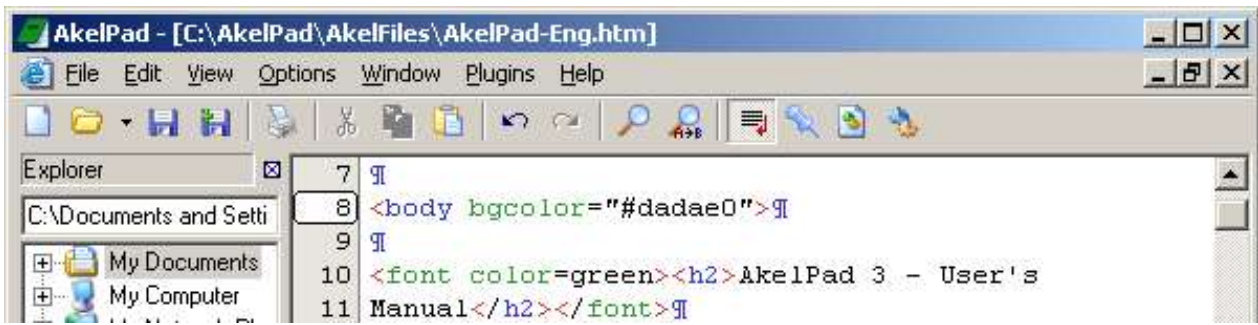 AkelPad - [C:\AkelPad\AkelFiles\AkelPad-Eng.htm]
File Edit View Options Window Plugins Help
A→B
Explorer
C:\Documents and Setti
My Documents
My Computer
7 ¶
8 <body bgcolor="#dadae0">¶
9 ¶
10 <font color=green><h2>AkelPad 3 - User's
11 Manual</h2></font>¶